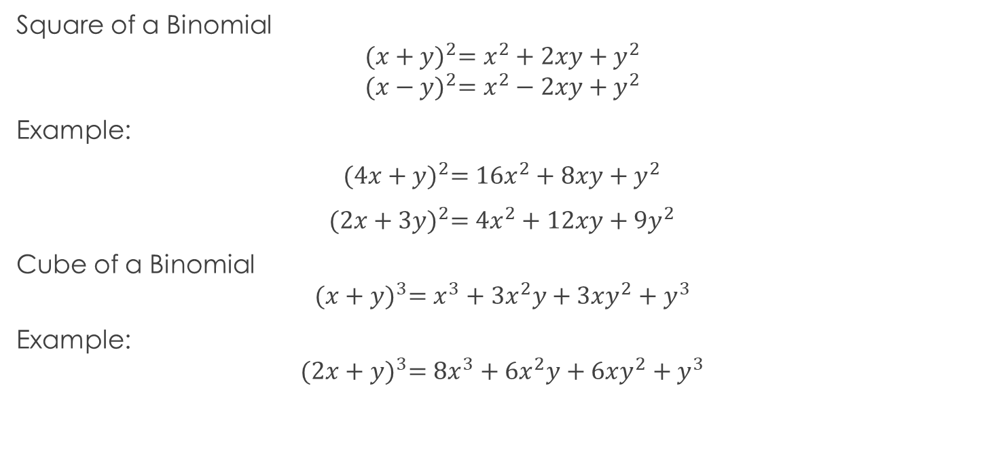 Square of a Binomial
(x + y)²= x² + 2xy + y²
(x − y)²= x² − 2xy + y²
Example:
(4x + y)²= 16x² + 8xy + y²
(2x + 3y)²= 4x² + 12xy + 9y²
Cube of a Binomial
(x + y)³= x³ + 3x²y + 3xy² + y³
Example:
(2x + y)³= 8x³ + 6x²y + 6xy² + y³